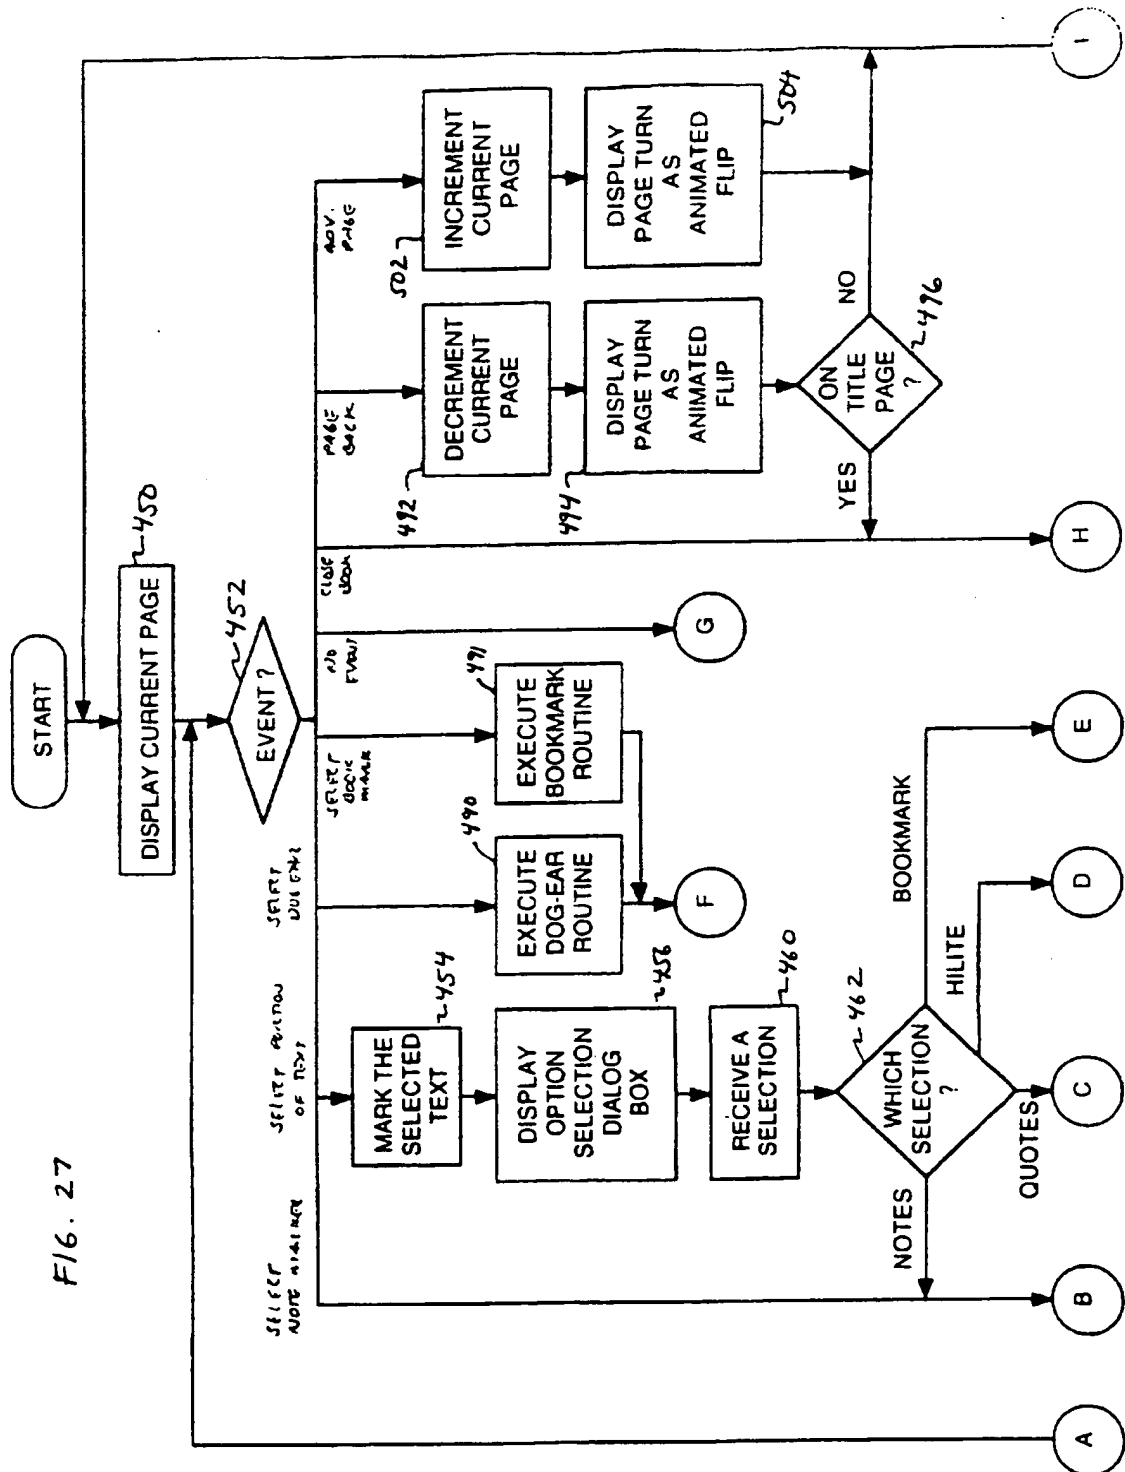 FIG. 27
START
DISPLAY CURRENT PAGE
450
EVENT ?
452
SELECT
NOTE MARKER
SELECT PORTION
OF TEXT
SELECT
DOG EAR
SELECT
BOOK
MARK
NO
EVENT
CLOSE
BOOK
PAGE
BACK
ADV.
PAGE
MARK THE
SELECTED
TEXT
454
DISPLAY
OPTION
SELECTION
DIALOG
BOX
456
RECEIVE A
SELECTION
460
WHICH
SELECTION
?
462
NOTES
QUOTES
HILITE
BOOKMARK
490
EXECUTE
DOG-EAR
ROUTINE
491
EXECUTE
BOOKMARK
ROUTINE
F
G
492
DECREMENT
CURRENT
PAGE
494
DISPLAY
PAGE TURN
AS
ANIMATED
FLIP
ON
TITLE
PAGE
?
496
YES
NO
502
INCREMENT
CURRENT
PAGE
DISPLAY
PAGE TURN
AS
ANIMATED
FLIP
504
A
B
C
D
E
H
I